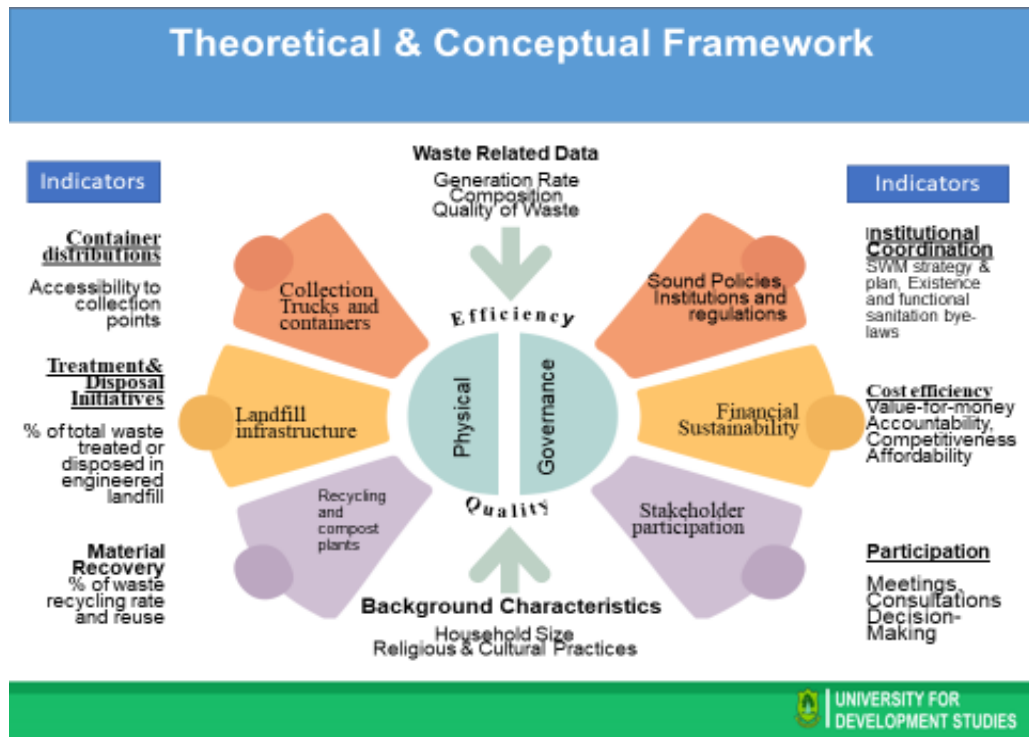 Theoretical & Conceptual Framework
Indicators
Container
distributions
Accessibility to
collection
points
Treatment&
Disposal
Initiatives
% of total waste
treated or
disposed in
engineered
landfill
Material
Recovery
% of waste
recycling rate
and reuse
Collection
Trucks and
containers
Landfill
infrastructure
Recycling
and
compost
plants
Waste Related Data
Generation Rate
Composition
Quality of Waste
Efficiency
Physical
Governance
Quality
Background Characteristics
Household Size
Religious & Cultural Practices
Sound Policies,
Institutions and
regulations
Financial
Sustainability
Stakeholder
participation
Indicators
Institutional
Coordination
SWM strategy &
plan, Existence
and functional
sanitation bye-
laws
Cost efficiency
Value-for-money
Accountability,
Competitiveness
Affordability
Participation
Meetings,
Consultations
Decision-
Making
UNIVERSITY FOR
DEVELOPMENT STUDIES